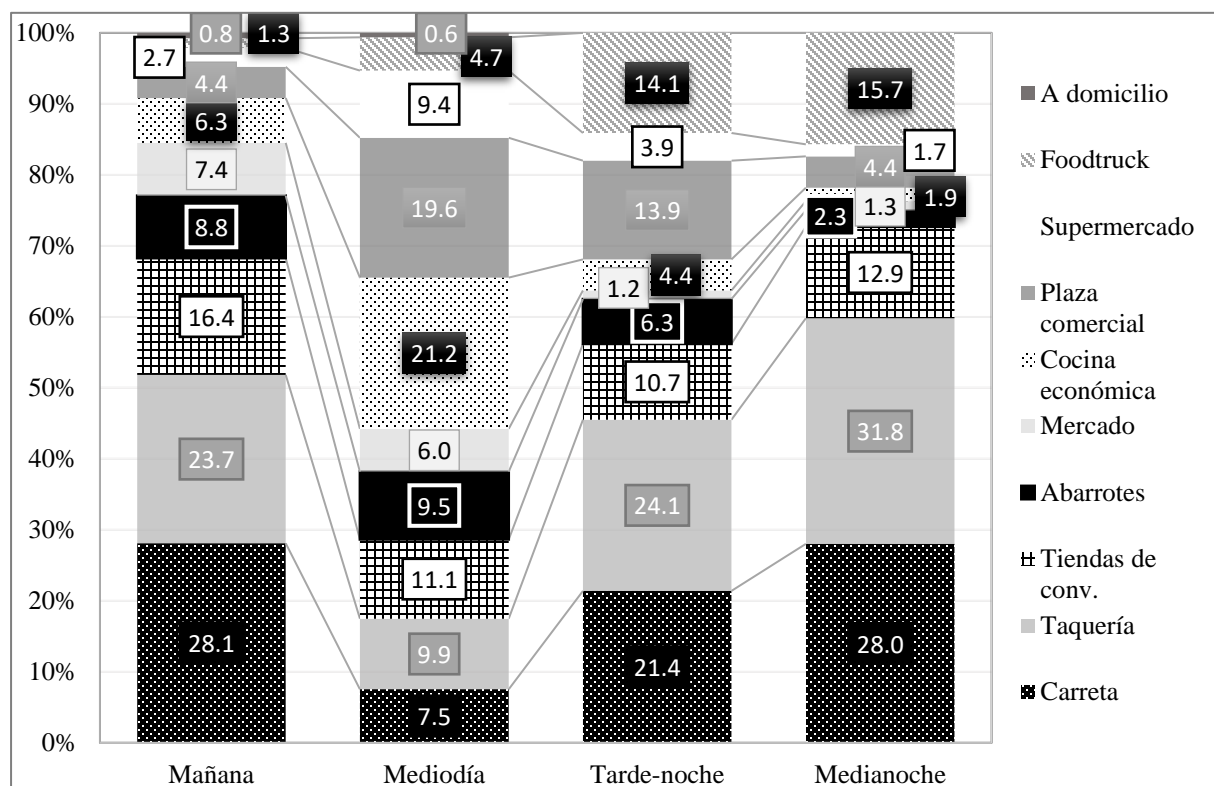 100%
90%
80%
70%
60%
50%
40%
30%
20%
10%
0%
0.8
1.3
2.7
4.4
6.3
7.4
8.8
16.4
23.7
28.1
0.6
4.7
9.4
19.6
21.2
6.0
9.5
11.1
9.9
7.5
14.1
3.9
13.9
4.4
1.2
6.3
10.7
24.1
21.4
15.7
1.7
4.4
1.9
1.3
2.3
12.9
31.8
28.0
Mañana
Mediodía
Tarde-noche
Medianoche
A domicilio
Foodtruck
Supermercado
Plaza
comercial
Cocina
económica
Mercado
Abarrotes
Tiendas de
conv.
Taquería
Carreta